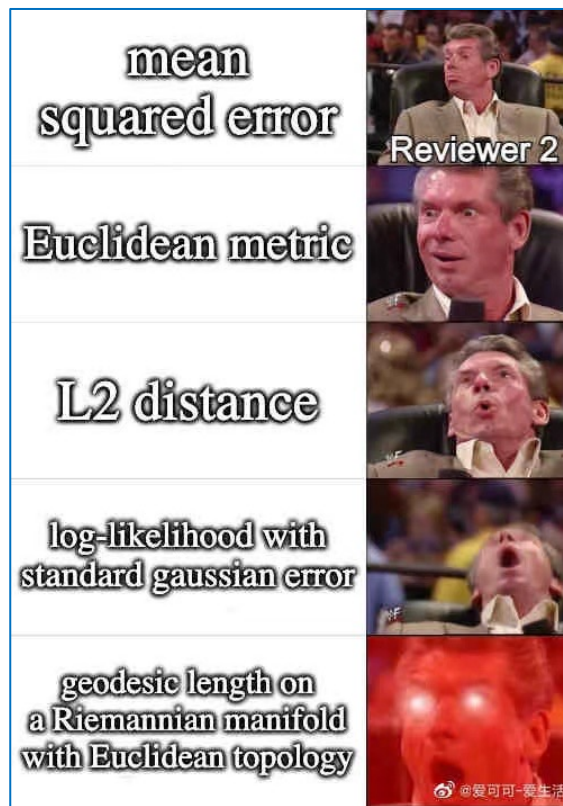 mean
squared error
Reviewer 2
Euclidean metric
L2 distance
log-likelihood with
standard gaussian error
geodesic length on
a Riemannian manifold
with Euclidean topology
@爱可可-爱生活